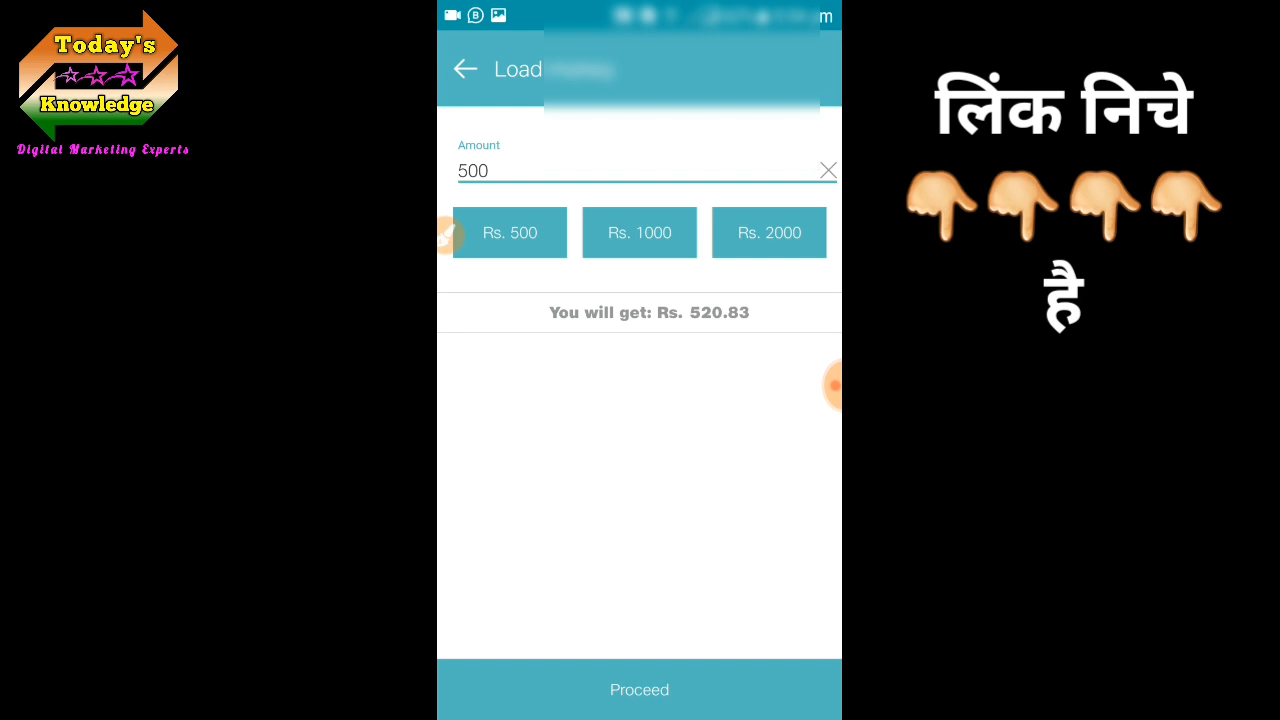 Today's
Knowledge
Digital Marketing Experts
Load money
Amount
500
Rs. 500
Rs. 1000
Rs. 2000
You will get: Rs. 520.83
Proceed
लिंक निचे
👇👇👇👇
है